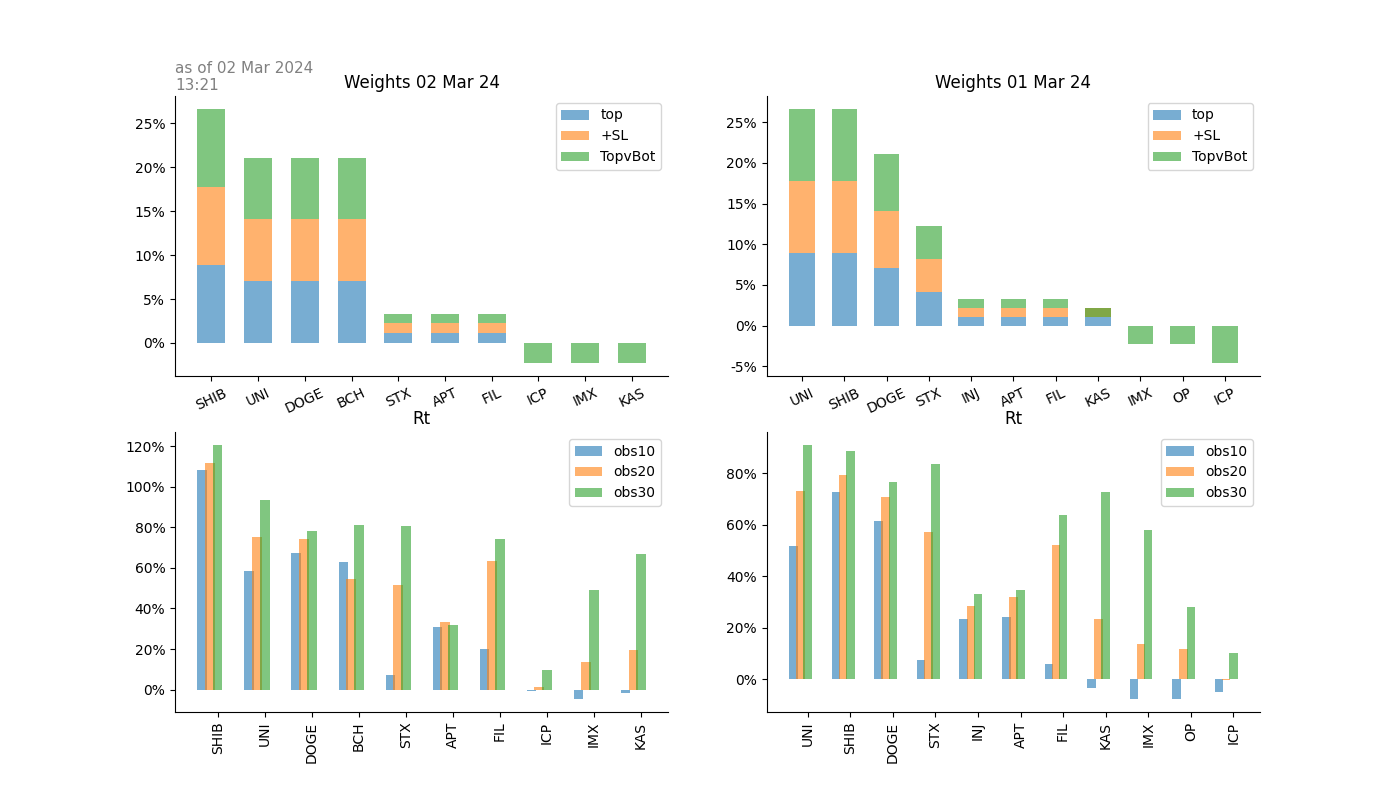 as of 02 Mar 2024
13:21
Weights 02 Mar 24
25%
20%
15%
10%
5%
0%
top
+SL
TopvBot
SHIB UNI DOGE BCH STX APT FIL ICP IMX KAS
Weights 01 Mar 24
25%
20%
15%
10%
5%
0%
-5%
top
+SL
TopvBot
UNI SHIB DOGE STX INJ APT FIL KAS IMX OP ICP
Rt
120%
100%
80%
60%
40%
20%
0%
obs10
obs20
obs30
SHIB UNI DOGE BCH STX APT FIL ICP IMX KAS
Rt
80%
60%
40%
20%
0%
obs10
obs20
obs30
UNI SHIB DOGE STX INJ APT FIL KAS IMX OP ICP